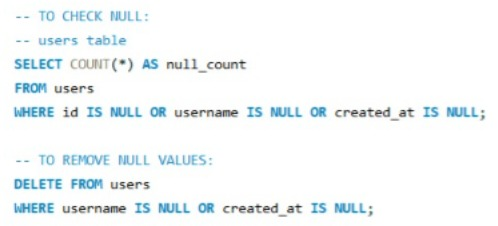 -- TO CHECK NULL:
-- users table
SELECT COUNT(*) AS null_count
FROM users
WHERE id IS NULL OR username IS NULL OR created_at IS NULL;
-- TO REMOVE NULL VALUES:
DELETE FROM users
WHERE username IS NULL OR created_at IS NULL;